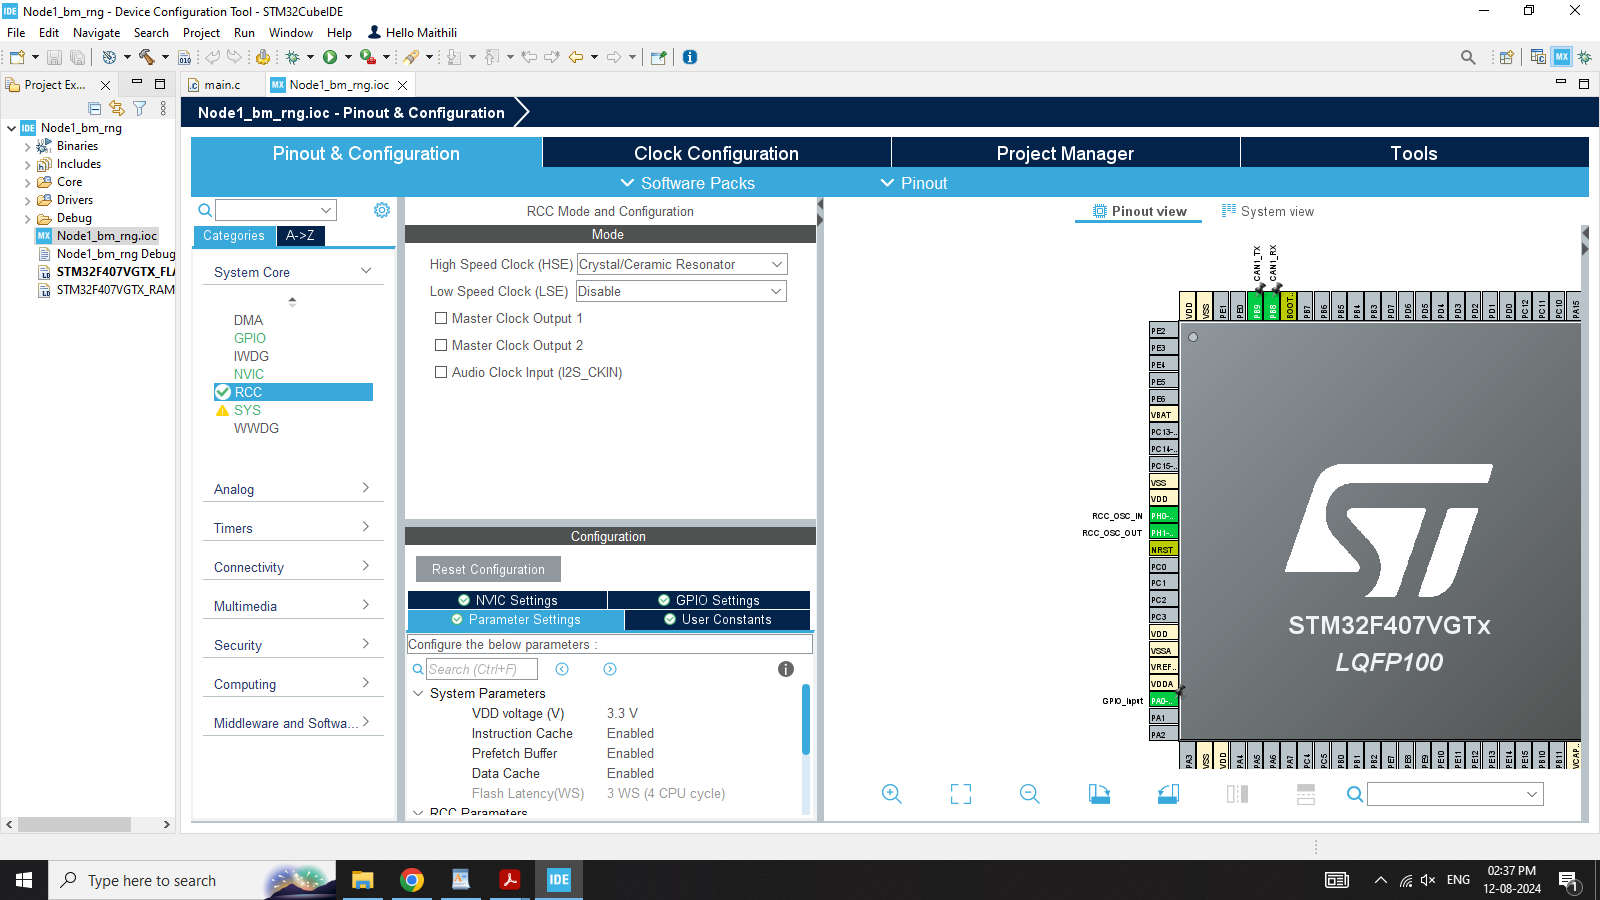 IDE Node1_bm_rng - Device Configuration Tool - STM32CubeIDE
File Edit Navigate Search Project Run Window Help Hello Maithili
Project Ex...
main.c
MX Node1_bm_rng.ioc
IDE Node1_bm_rng
Binaries
Includes
Core
Drivers
Debug
MX Node1_bm_rng.ioc
Node1_bm_rng Debug
STM32F407VGTX_FL
STM32F407VGTX_RAM
Node1_bm_rng.ioc - Pinout & Configuration
Pinout & Configuration
Clock Configuration
Project Manager
Tools
Software Packs
Pinout
Categories
A->Z
System Core
DMA
GPIO
IWDG
NVIC
RCC
SYS
WWDG
Analog
Timers
Connectivity
Multimedia
Security
Computing
Middleware and Softwa...
RCC Mode and Configuration
Mode
High Speed Clock (HSE) Crystal/Ceramic Resonator
Low Speed Clock (LSE) Disable
Master Clock Output 1
Master Clock Output 2
Audio Clock Input (I2S_CKIN)
Configuration
Reset Configuration
NVIC Settings
GPIO Settings
Parameter Settings
User Constants
Configure the below parameters :
Search (Ctrl+F)
System Parameters
VDD voltage (V) 3.3 V
Instruction Cache Enabled
Prefetch Buffer Enabled
Data Cache Enabled
Flash Latency(WS) 3 WS (4 CPU cycle)
RCC Parameters
Pinout view
System view
CAN1_TX
CAN1_RX
VDD VSS PE1 PE0 PB9 PB8 BOOT.. PB7 PB6 PB5 PB4 PB3 PD7 PD6 PD5 PD4 PD3 PD2 PD1 PD0 PC12 PC11 PC10 PA15
PE2
PE3
PE4
PE5
PE6
VBAT
PC13-..
PC14-..
PC15-..
VSS
VDD
RCC_OSC_IN PH0-..
RCC_OSC_OUT PH1-..
NRST
PC0
PC1
PC2
PC3
VDD
VSSA
VREF..
VDDA
GPIO_Input PA0-..
PA1
PA2
PA3 VSS VDD PA4 PA5 PA6 PA7 PC4 PC5 PB0 PB1 PB2 PE7 PE8 PE9 PE10 PE11 PE12 PE13 PE14 PE15 PB10 PB11 VCAP..
ST
STM32F407VGTx
LQFP100
Type here to search
IDE
ENG
02:37 PM
12-08-2024
1